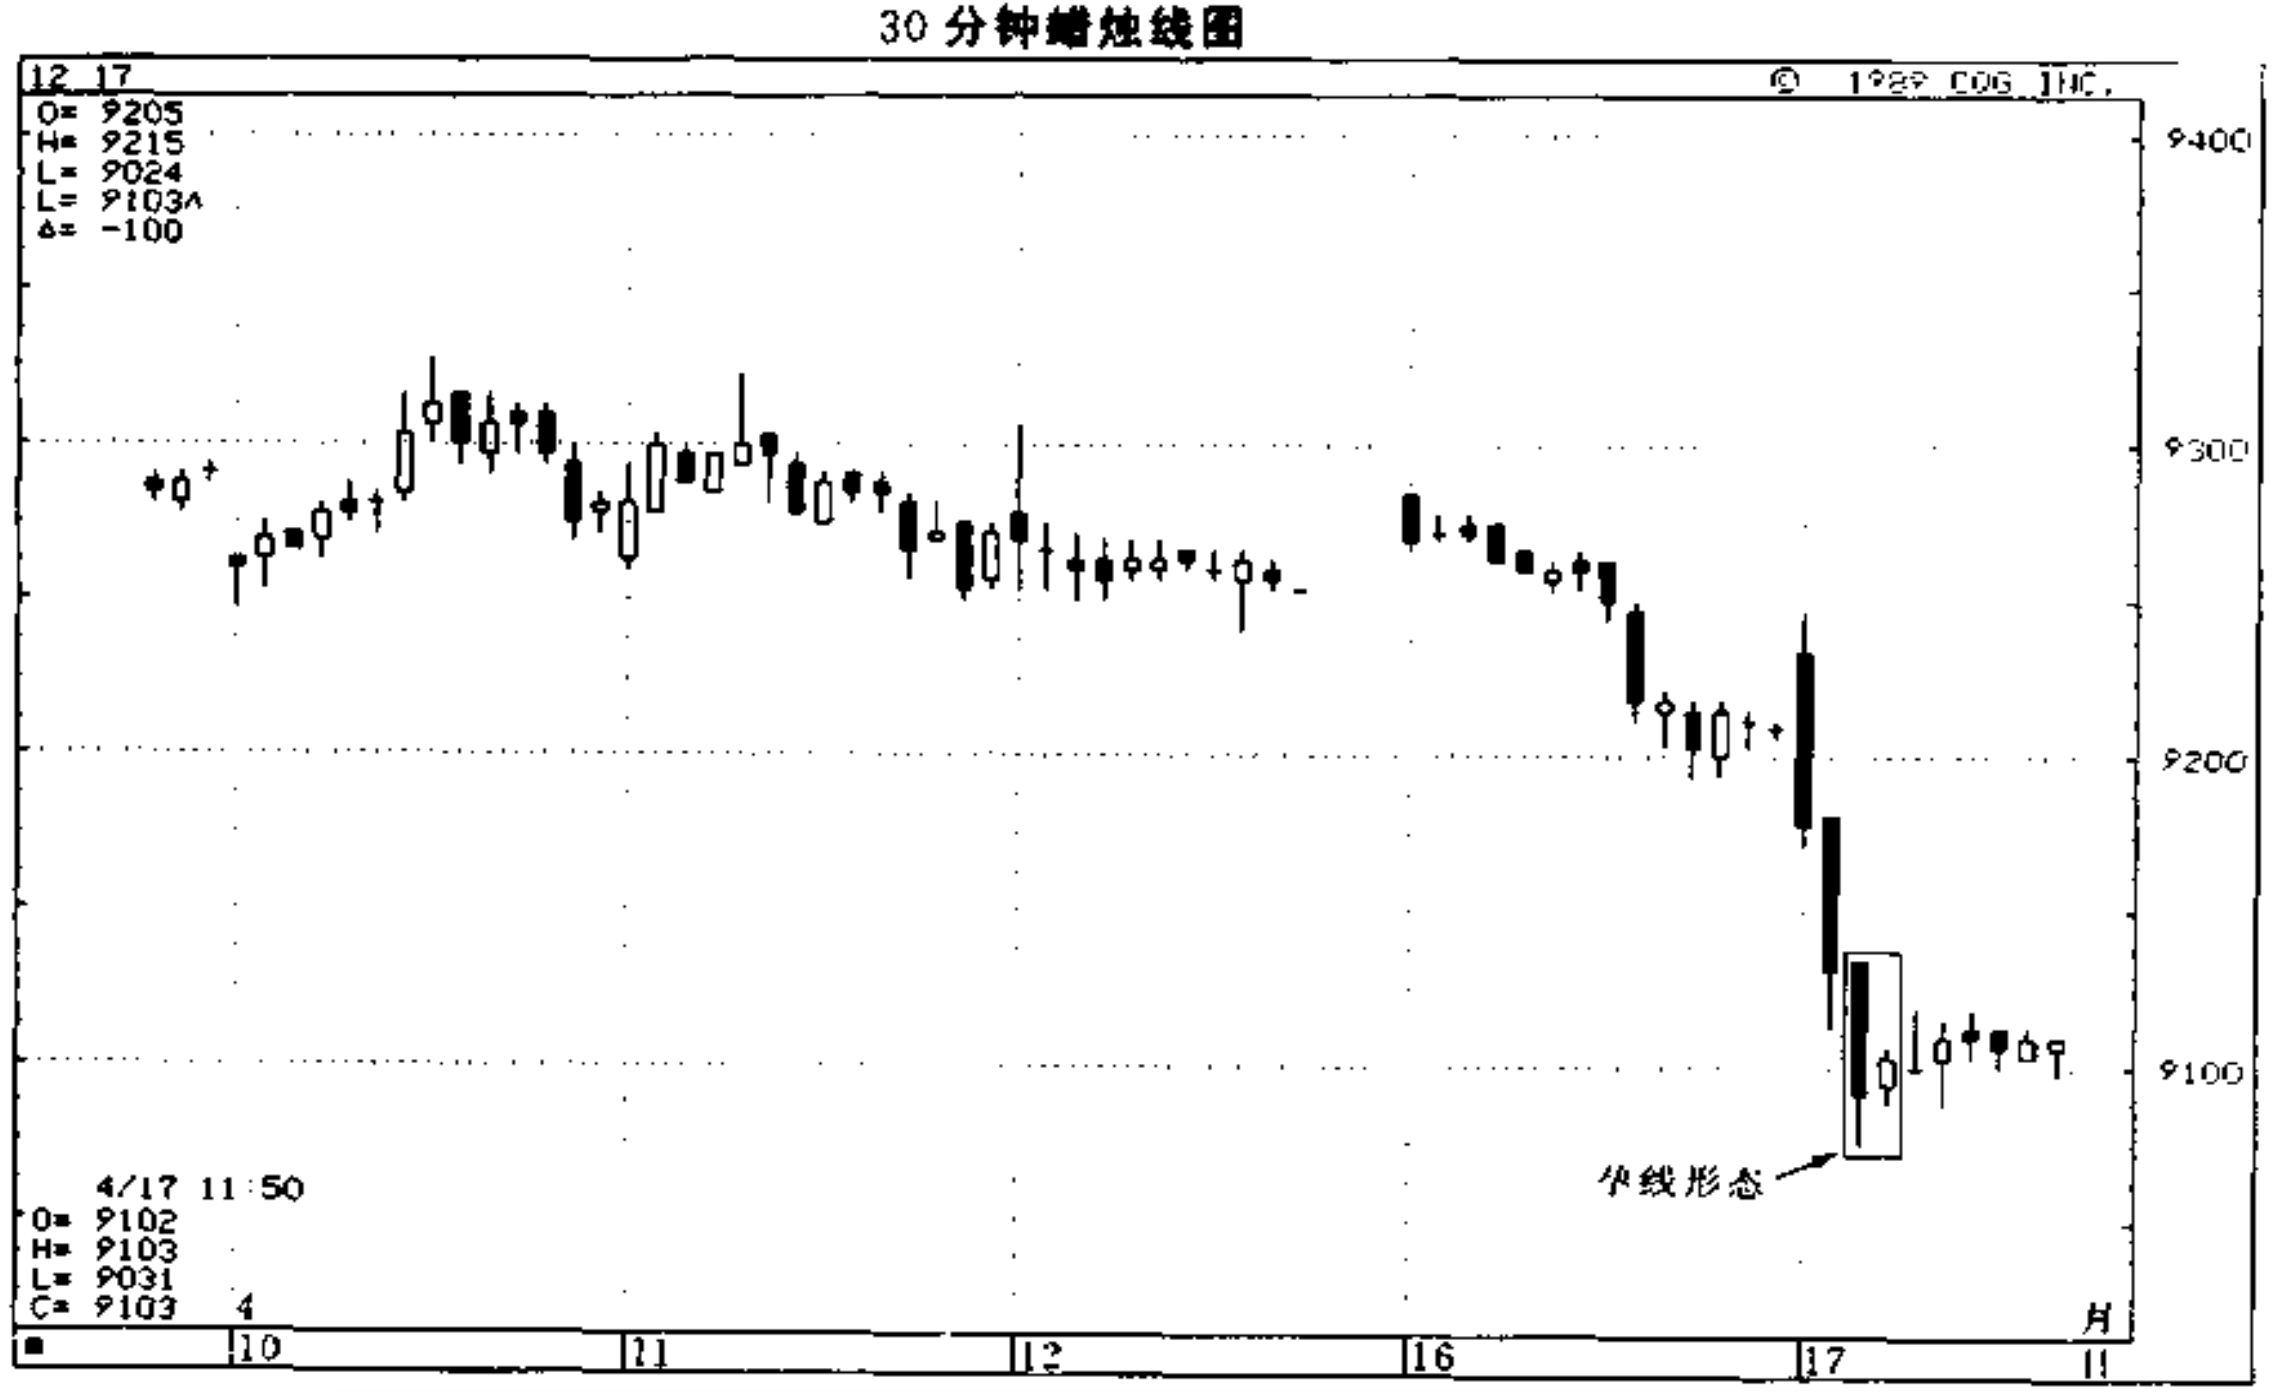 30 分钟蜡烛线图
12 17
© 1989 CQG INC.
O= 9205
H= 9215
L= 9024
L= 9103^
Δ= -100
9400
9300
9200
9100
孕线形态
4/17 11:50
O= 9102
H= 9103
L= 9031
C= 9103
4
月
10 11 12 16 17 日